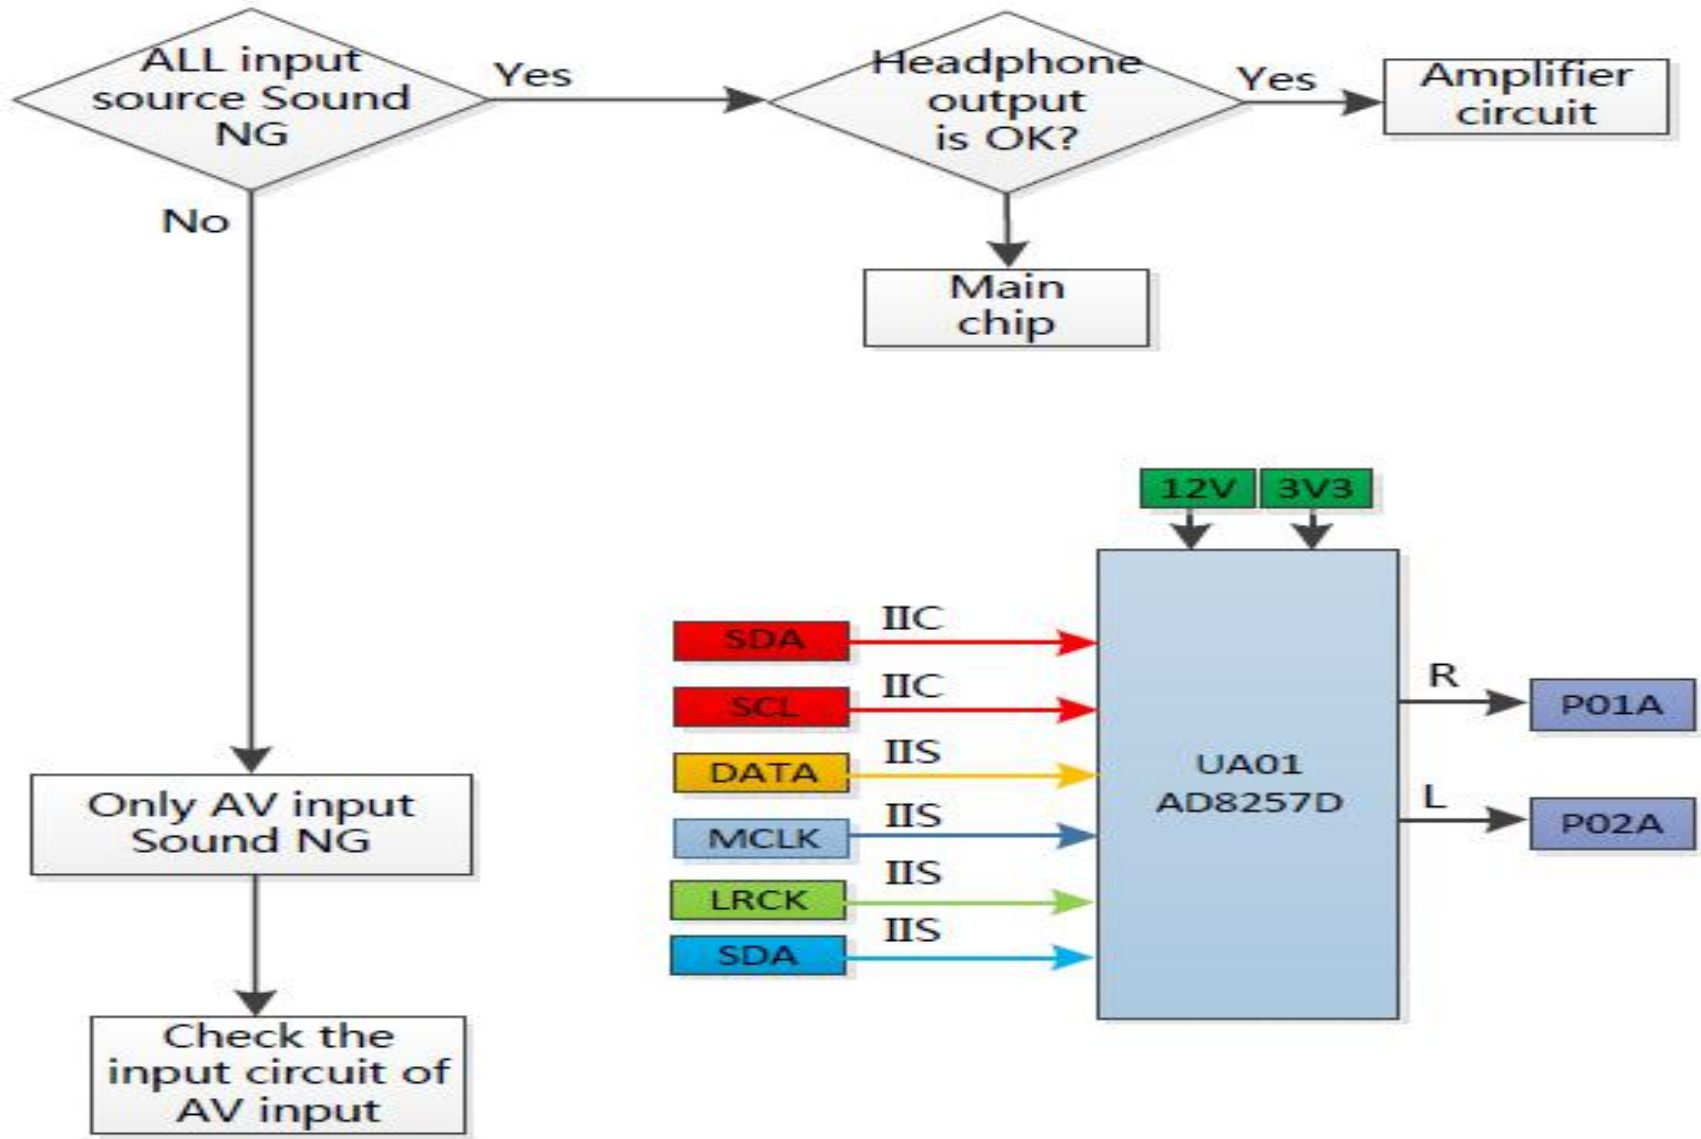 ALL input
source Sound
NG
Yes
Headphone
output
is OK?
Yes
Amplifier
circuit
No
Main
chip
Only AV input
Sound NG
Check the
input circuit of
AV input
12V
3V3
SDA
IIC
SCL
IIC
DATA
IIS
MCLK
IIS
LRCK
IIS
SDA
IIS
UA01
AD8257D
R
P01A
L
P02A